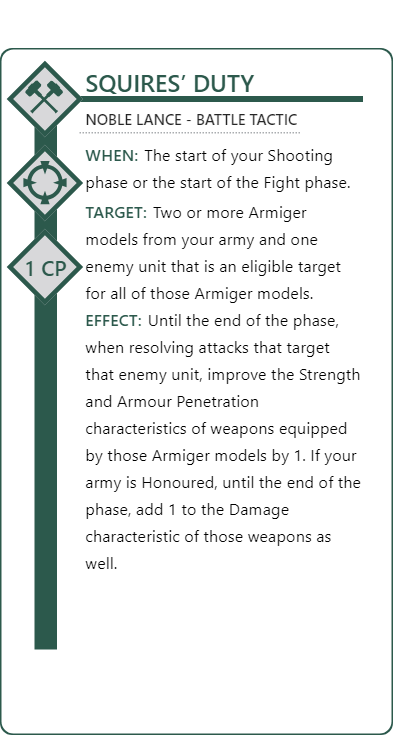 SQUIRES’ DUTY
NOBLE LANCE - BATTLE TACTIC
WHEN: The start of your Shooting
phase or the start of the Fight phase.
TARGET: Two or more Armiger
models from your army and one
1 CP
enemy unit that is an eligible target
for all of those Armiger models.
EFFECT: Until the end of the phase,
when resolving attacks that target
that enemy unit, improve the Strength
and Armour Penetration
characteristics of weapons equipped
by those Armiger models by 1. If your
army is Honoured, until the end of the
phase, add 1 to the Damage
characteristic of those weapons as
well.